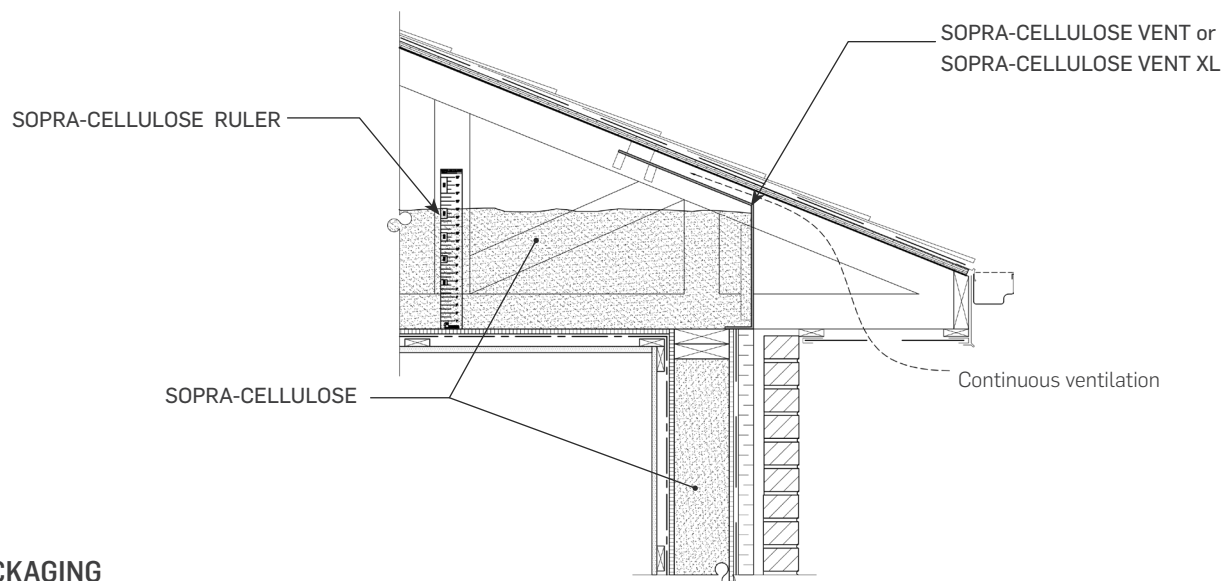 SOPRA-CELLULOSE VENT or
SOPRA-CELLULOSE VENT XL
SOPRA-CELLULOSE RULER
Continuous ventilation
SOPRA-CELLULOSE
CKAGING